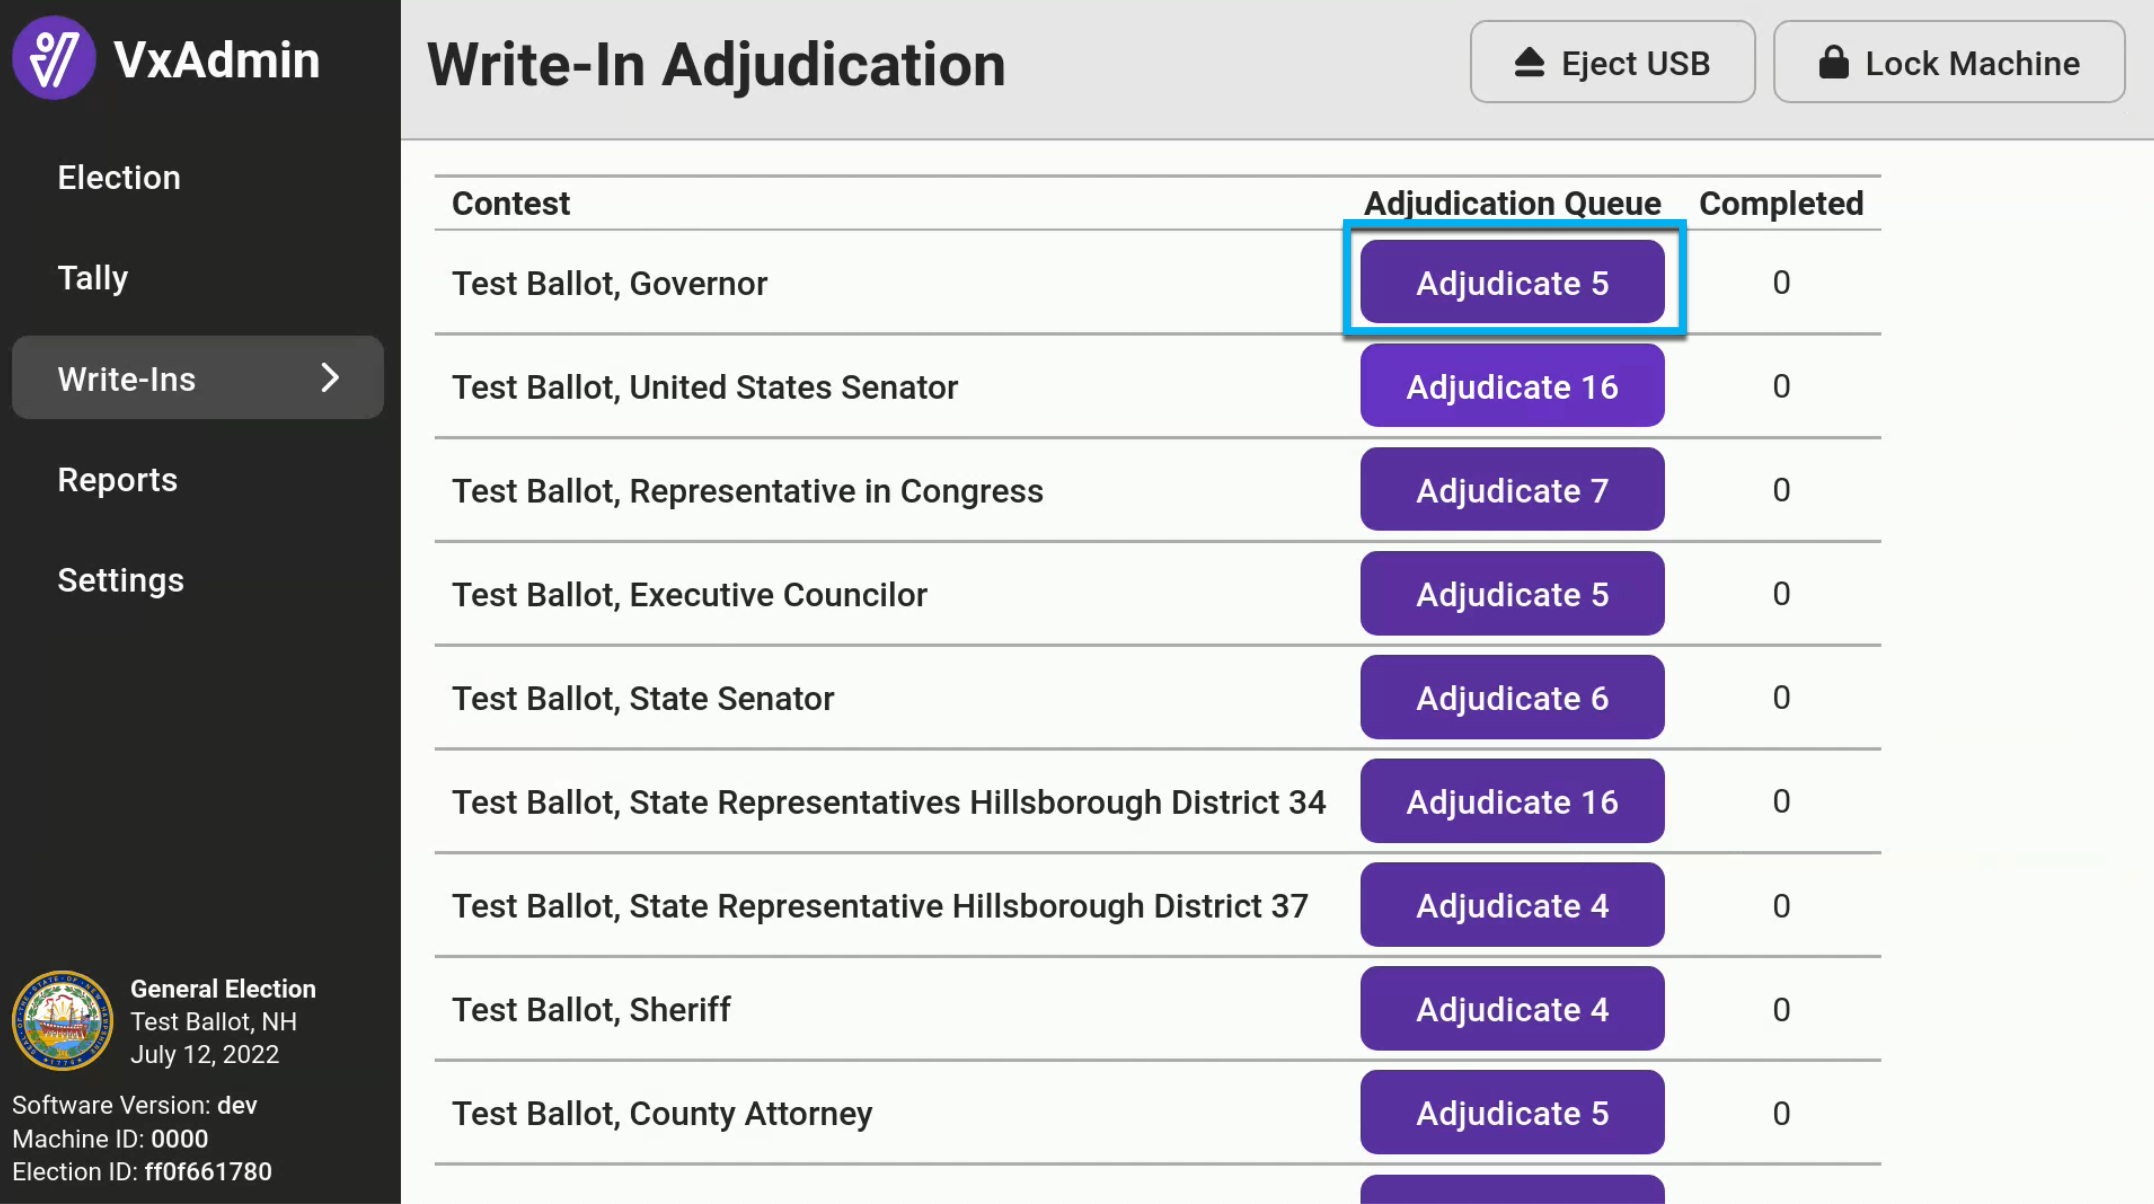 VxAdmin
Write-In Adjudication
Eject USB
Lock Machine
Election
Tally
Write-Ins
Reports
Settings
Contest Adjudication Queue Completed
Test Ballot, Governor Adjudicate 5 0
Test Ballot, United States Senator Adjudicate 16 0
Test Ballot, Representative in Congress Adjudicate 7 0
Test Ballot, Executive Councilor Adjudicate 5 0
Test Ballot, State Senator Adjudicate 6 0
Test Ballot, State Representatives Hillsborough District 34 Adjudicate 16 0
Test Ballot, State Representative Hillsborough District 37 Adjudicate 4 0
Test Ballot, Sheriff Adjudicate 4 0
Test Ballot, County Attorney Adjudicate 5 0
General Election
Test Ballot, NH
July 12, 2022
Software Version: dev
Machine ID: 0000
Election ID: ff0f661780